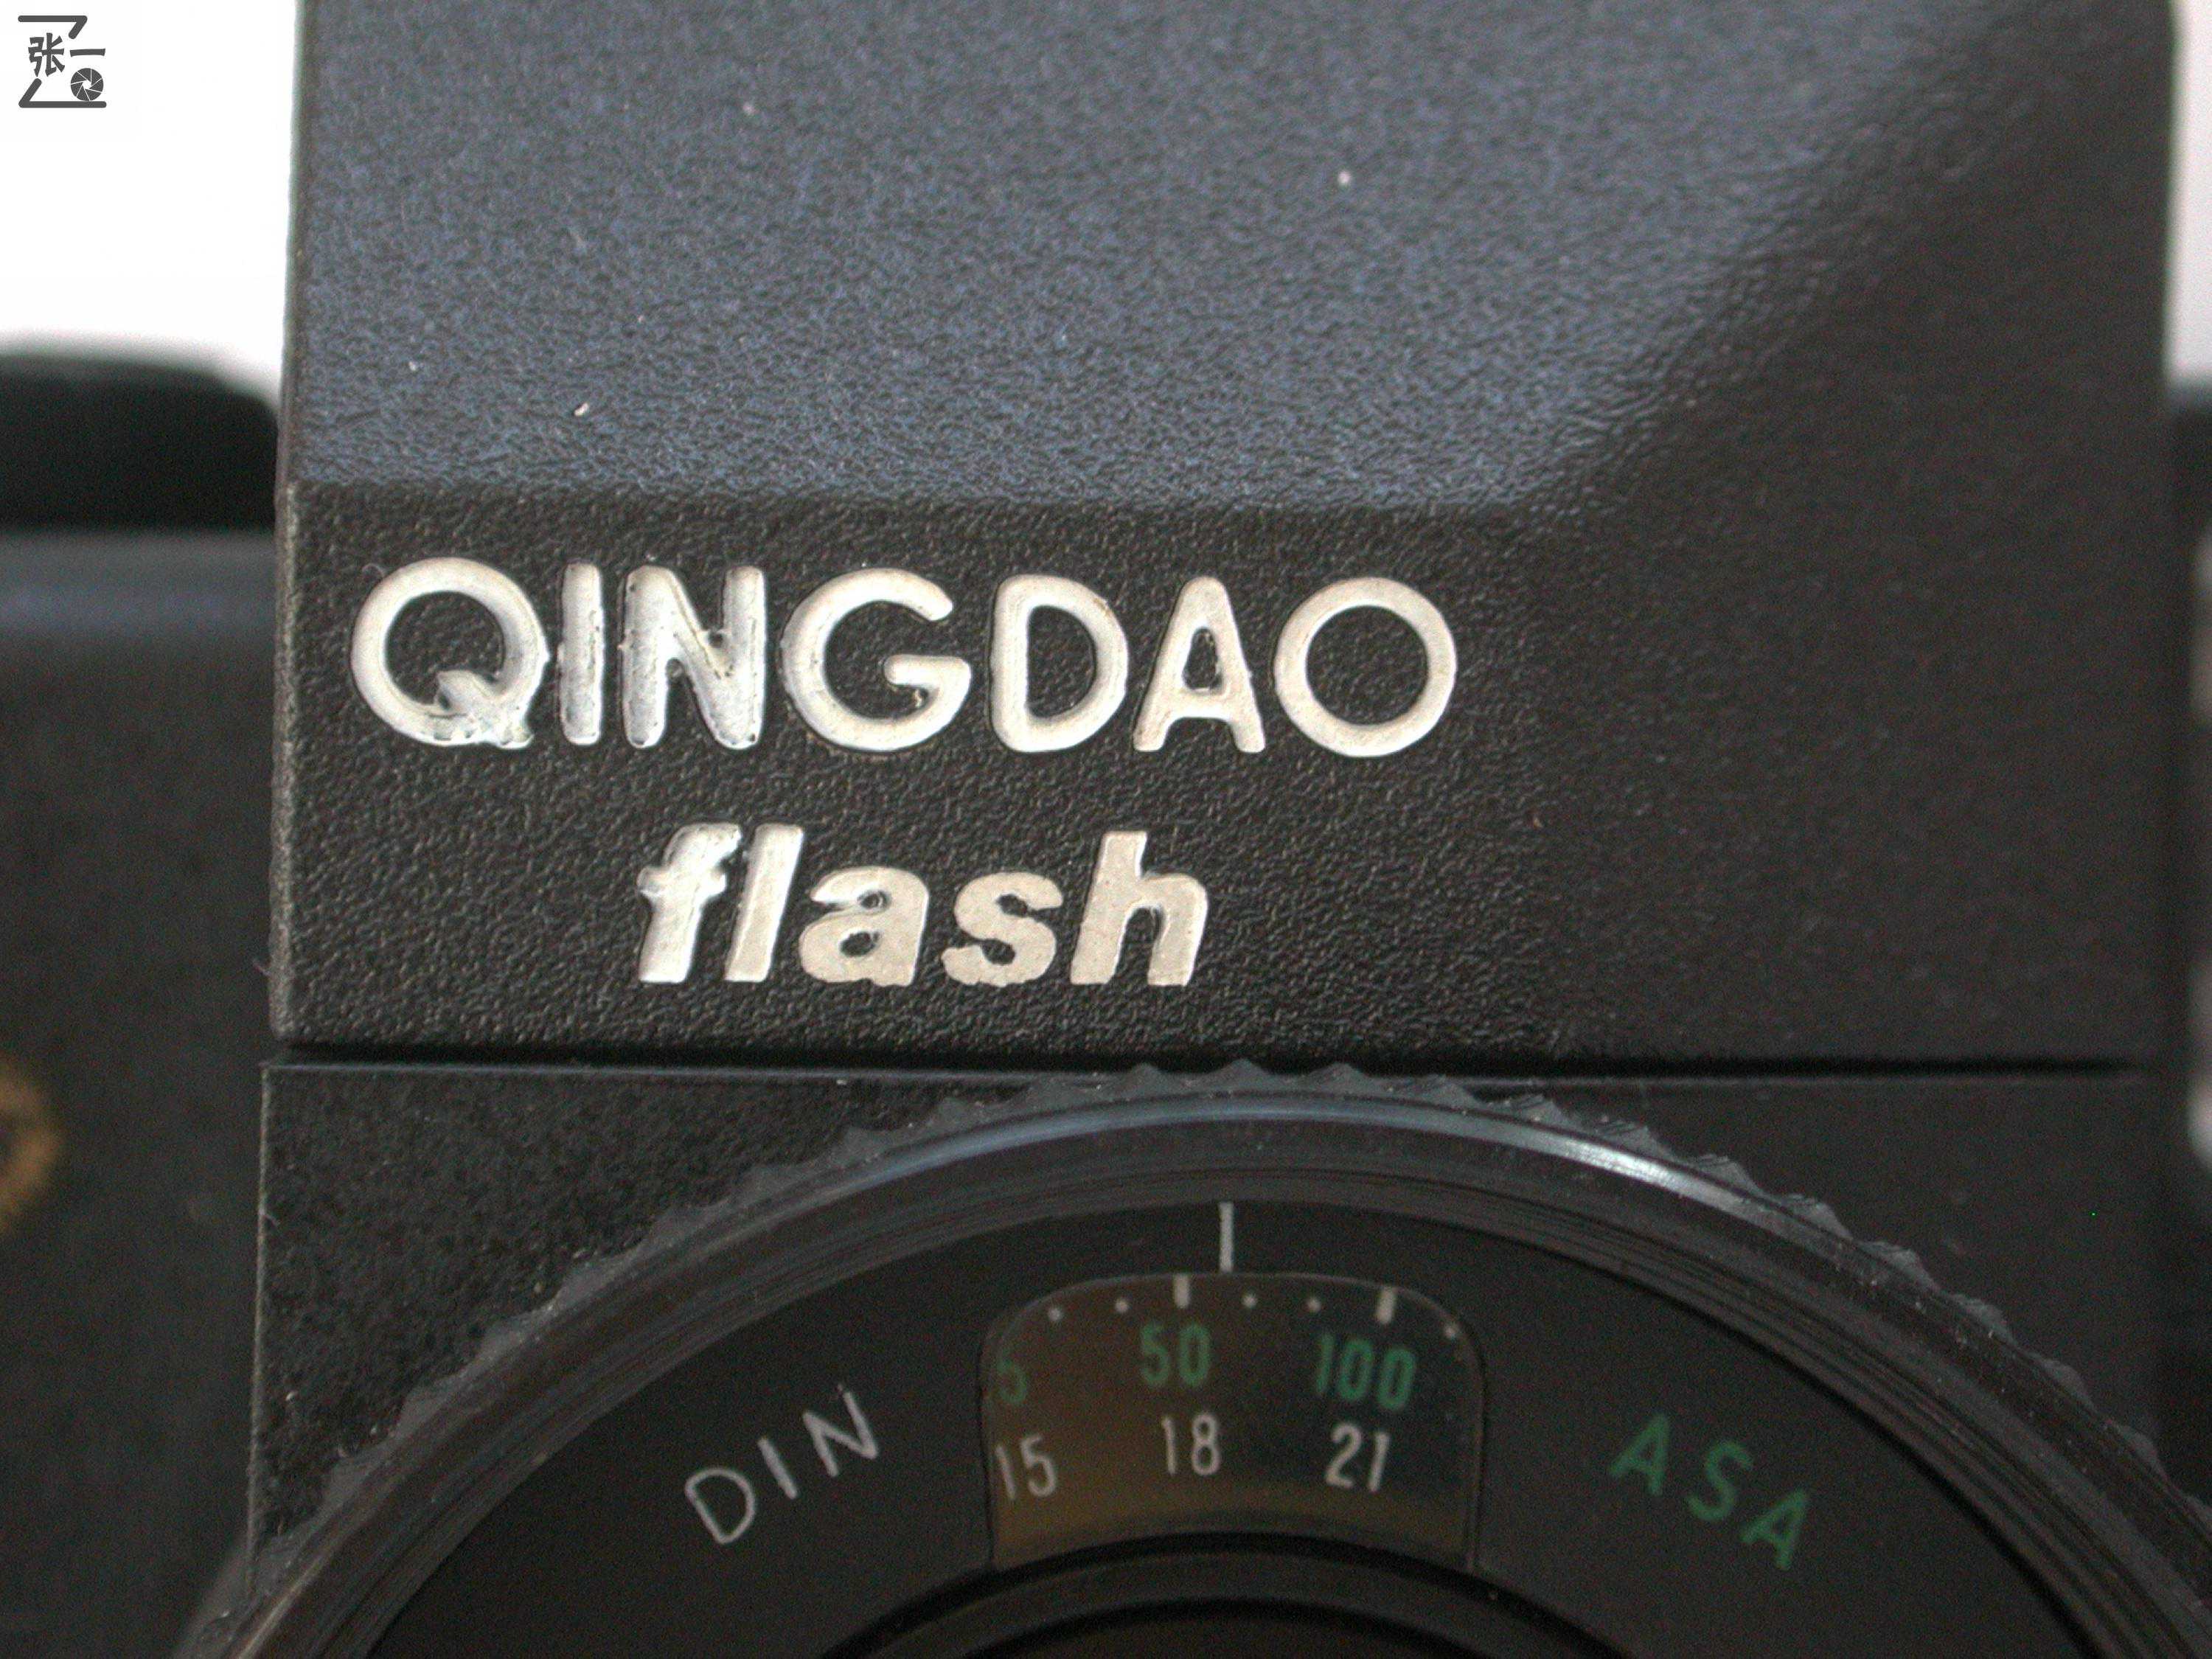 张一
QINGDAO
flash
5 50 100
15 18 21
DIN
ASA